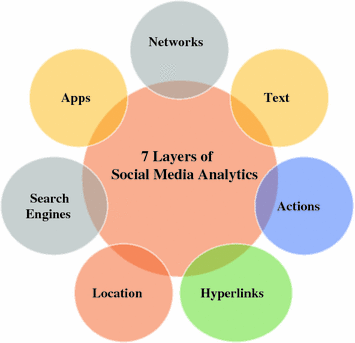 Networks
Apps
Text
7 Layers of
Social Media Analytics
Search
Engines
Actions
Location
Hyperlinks